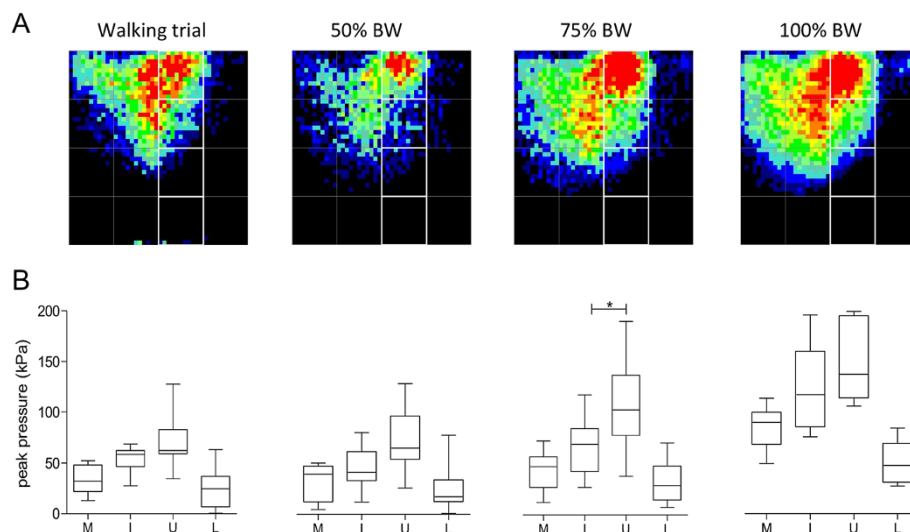 A
Walking trial
50% BW
75% BW
100% BW
B
peak pressure (kPa)
200
150
100
50
0
*
M I U L
M I U L
M I U L
M I U L